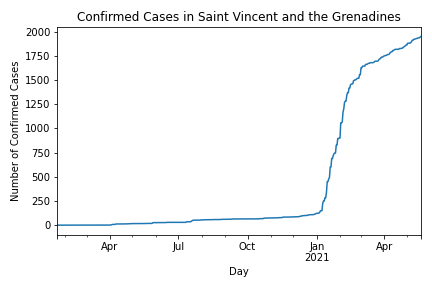 Confirmed Cases in Saint Vincent and the Grenadines
Number of Confirmed Cases
2000
1750
1500
1250
1000
750
500
250
0
Apr Jul Oct Jan Apr
2021
Day